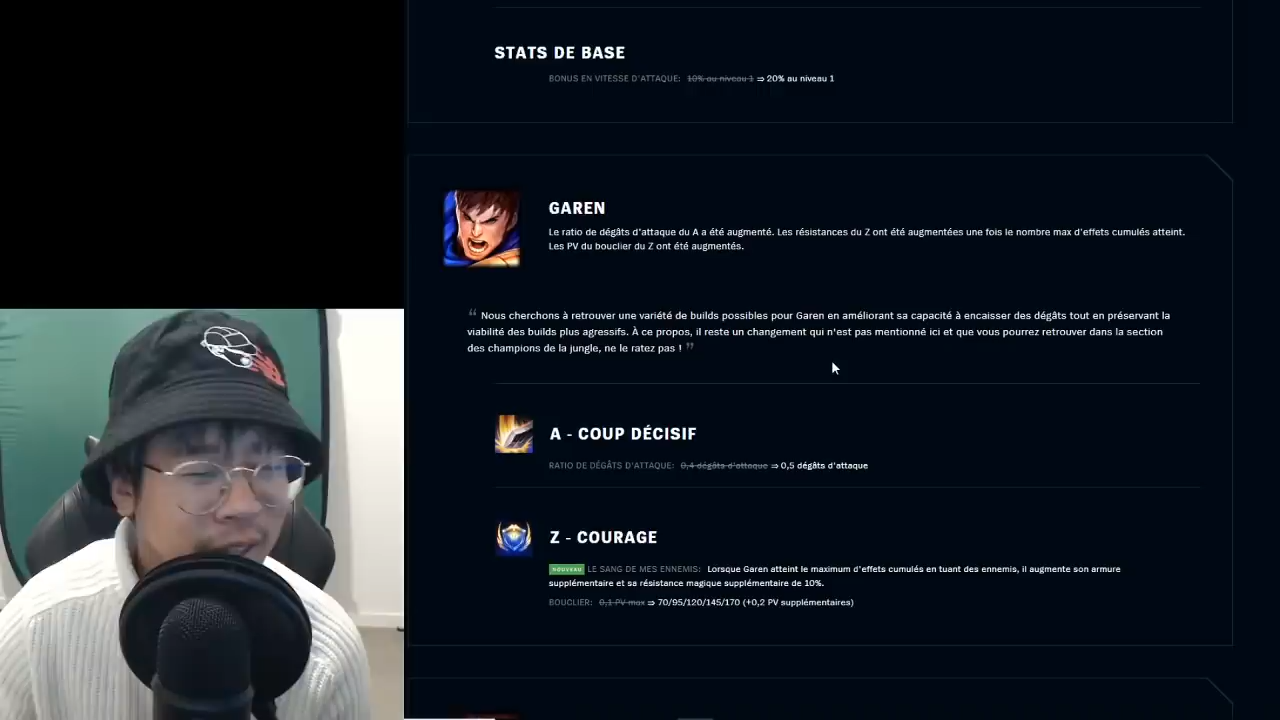 STATS DE BASE
BONUS EN VITESSE D'ATTAQUE: 10% au niveau 1 ⇒ 20% au niveau 1
GAREN
Le ratio de dégâts d'attaque du A a été augmenté. Les résistances du Z ont été augmentées une fois le nombre max d'effets cumulés atteint.
Les PV du bouclier du Z ont été augmentés.
“ Nous cherchons à retrouver une variété de builds possibles pour Garen en améliorant sa capacité à encaisser des dégâts tout en préservant la
viabilité des builds plus agressifs. À ce propos, il reste un changement qui n'est pas mentionné ici et que vous pourrez retrouver dans la section
des champions de la jungle, ne le ratez pas ! ”
A - COUP DÉCISIF
RATIO DE DÉGÂTS D'ATTAQUE: 0,4 dégâts d'attaque ⇒ 0,5 dégâts d'attaque
Z - COURAGE
NOUVEAU LE SANG DE MES ENNEMIS: Lorsque Garen atteint le maximum d'effets cumulés en tuant des ennemis, il augmente son armure
supplémentaire et sa résistance magique supplémentaire de 10%.
BOUCLIER: 0,1 PV max ⇒ 70/95/120/145/170 (+0,2 PV supplémentaires)